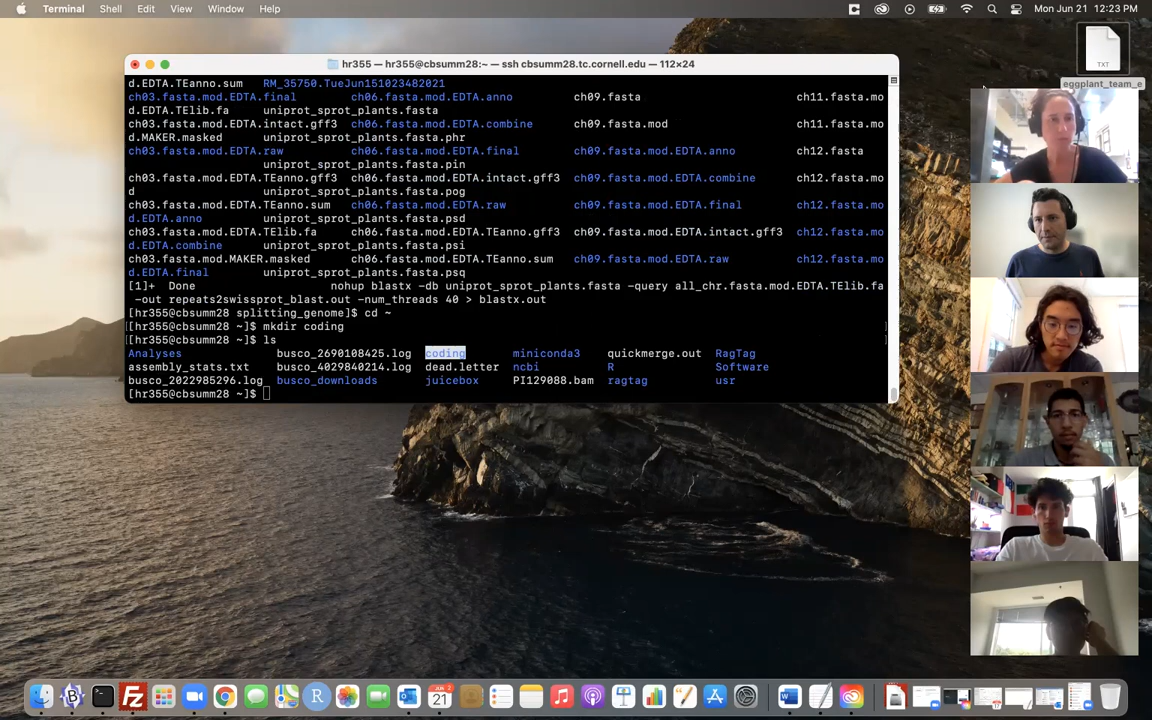 Terminal Shell Edit View Window Help Mon Jun 21 12:23 PM
hr355 — hr355@cbsumm28:~ — ssh cbsumm28.tc.cornell.edu — 112×24
d.EDTA.TEanno.sum RM_35750.TueJun151023482021
ch03.fasta.mod.EDTA.final ch06.fasta.mod.EDTA.anno ch09.fasta ch11.fasta.mo
d.EDTA.TElib.fa uniprot_sprot_plants.fasta
ch03.fasta.mod.EDTA.intact.gff3 ch06.fasta.mod.EDTA.combine ch09.fasta.mod ch11.fasta.mo
d.MAKER.masked uniprot_sprot_plants.fasta.phr
ch03.fasta.mod.EDTA.raw ch06.fasta.mod.EDTA.final ch09.fasta.mod.EDTA.anno ch12.fasta
uniprot_sprot_plants.fasta.pin
ch03.fasta.mod.EDTA.TEanno.gff3 ch06.fasta.mod.EDTA.intact.gff3 ch09.fasta.mod.EDTA.combine ch12.fasta.mo
d uniprot_sprot_plants.fasta.pog
ch03.fasta.mod.EDTA.TEanno.sum ch06.fasta.mod.EDTA.raw ch09.fasta.mod.EDTA.final ch12.fasta.mo
d.EDTA.anno uniprot_sprot_plants.fasta.psd
ch03.fasta.mod.EDTA.TElib.fa ch06.fasta.mod.EDTA.TEanno.gff3 ch09.fasta.mod.EDTA.intact.gff3 ch12.fasta.mo
d.EDTA.combine uniprot_sprot_plants.fasta.psi
ch03.fasta.mod.MAKER.masked ch06.fasta.mod.EDTA.TEanno.sum ch09.fasta.mod.EDTA.raw ch12.fasta.mo
d.EDTA.final uniprot_sprot_plants.fasta.psq
[1]+ Done nohup blastx -db uniprot_sprot_plants.fasta -query all_chr.fasta.mod.EDTA.TElib.fa
-out repeats2swissprot_blast.out -num_threads 40 > blastx.out
[hr355@cbsumm28 splitting_genome]$ cd ~
[hr355@cbsumm28 ~]$ mkdir coding
[hr355@cbsumm28 ~]$ ls
Analyses busco_2690108425.log coding miniconda3 quickmerge.out RagTag
assembly_stats.txt busco_4029840214.log dead.letter ncbi R Software
busco_2022985296.log busco_downloads juicebox PI129088.bam ragtag usr
[hr355@cbsumm28 ~]$
TXT
eggplant_team_e
JUN
21